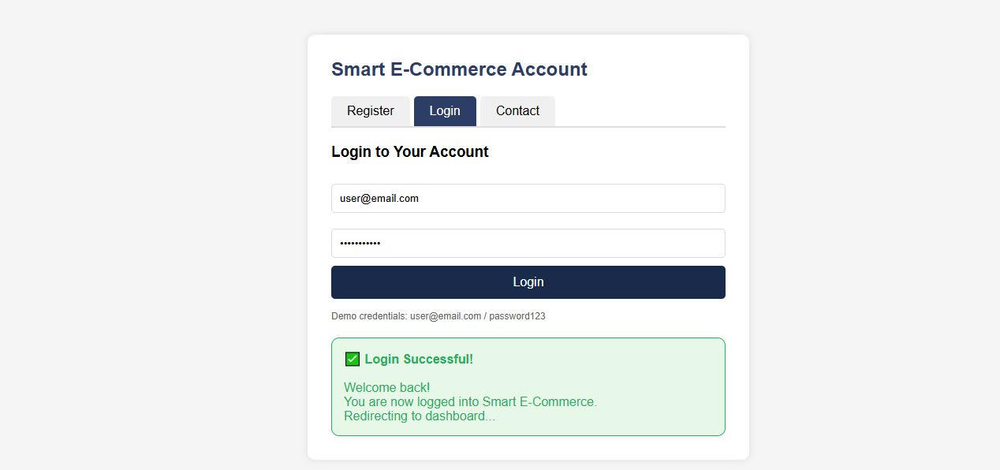 Smart E-Commerce Account
Register Login Contact
Login to Your Account
user@email.com
•••••••••••
Login
Demo credentials: user@email.com / password123
✅ Login Successful!
Welcome back!
You are now logged into Smart E-Commerce.
Redirecting to dashboard...